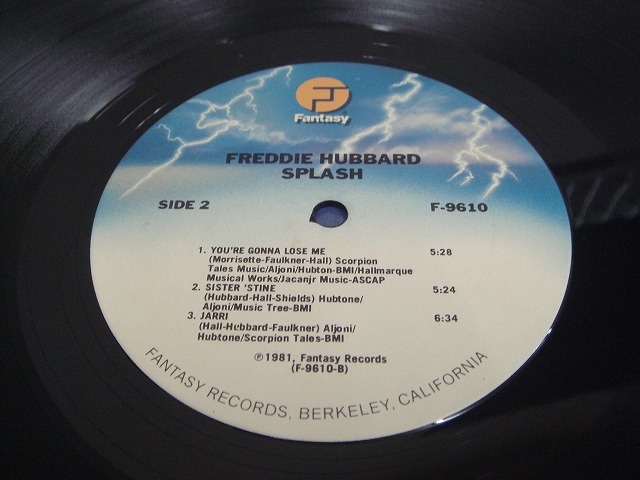 Fantasy
FREDDIE HUBBARD
SPLASH
SIDE 2
F-9610
1. YOU'RE GONNA LOSE ME 5:28
(Morrisette-Faulkner-Hall) Scorpion
Tales Music/Aljoni/Hubton-BMI/Hallmarque
Musical Works/Jacanjr Music-ASCAP
2. SISTER 'STINE 5:24
(Hubbard-Hall-Shields) Hubtone/
Aljoni/Music Tree-BMI
3. JARRI 6:34
(Hall-Hubbard-Faulkner) Aljoni/
Hubtone/Scorpion Tales-BMI
℗1981, Fantasy Records
(F-9610-B)
FANTASY RECORDS, BERKELEY, CALIFORNIA